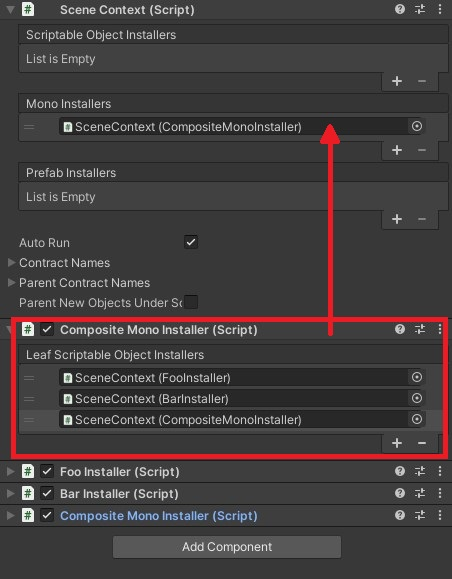 Scene Context (Script)
Scriptable Object Installers
List is Empty
Mono Installers
SceneContext (CompositeMonoInstaller)
Prefab Installers
List is Empty
Auto Run
Contract Names
Parent Contract Names
Parent New Objects Under Sc
Composite Mono Installer (Script)
Leaf Scriptable Object Installers
SceneContext (FooInstaller)
SceneContext (BarInstaller)
SceneContext (CompositeMonoInstaller)
Foo Installer (Script)
Bar Installer (Script)
Composite Mono Installer (Script)
Add Component